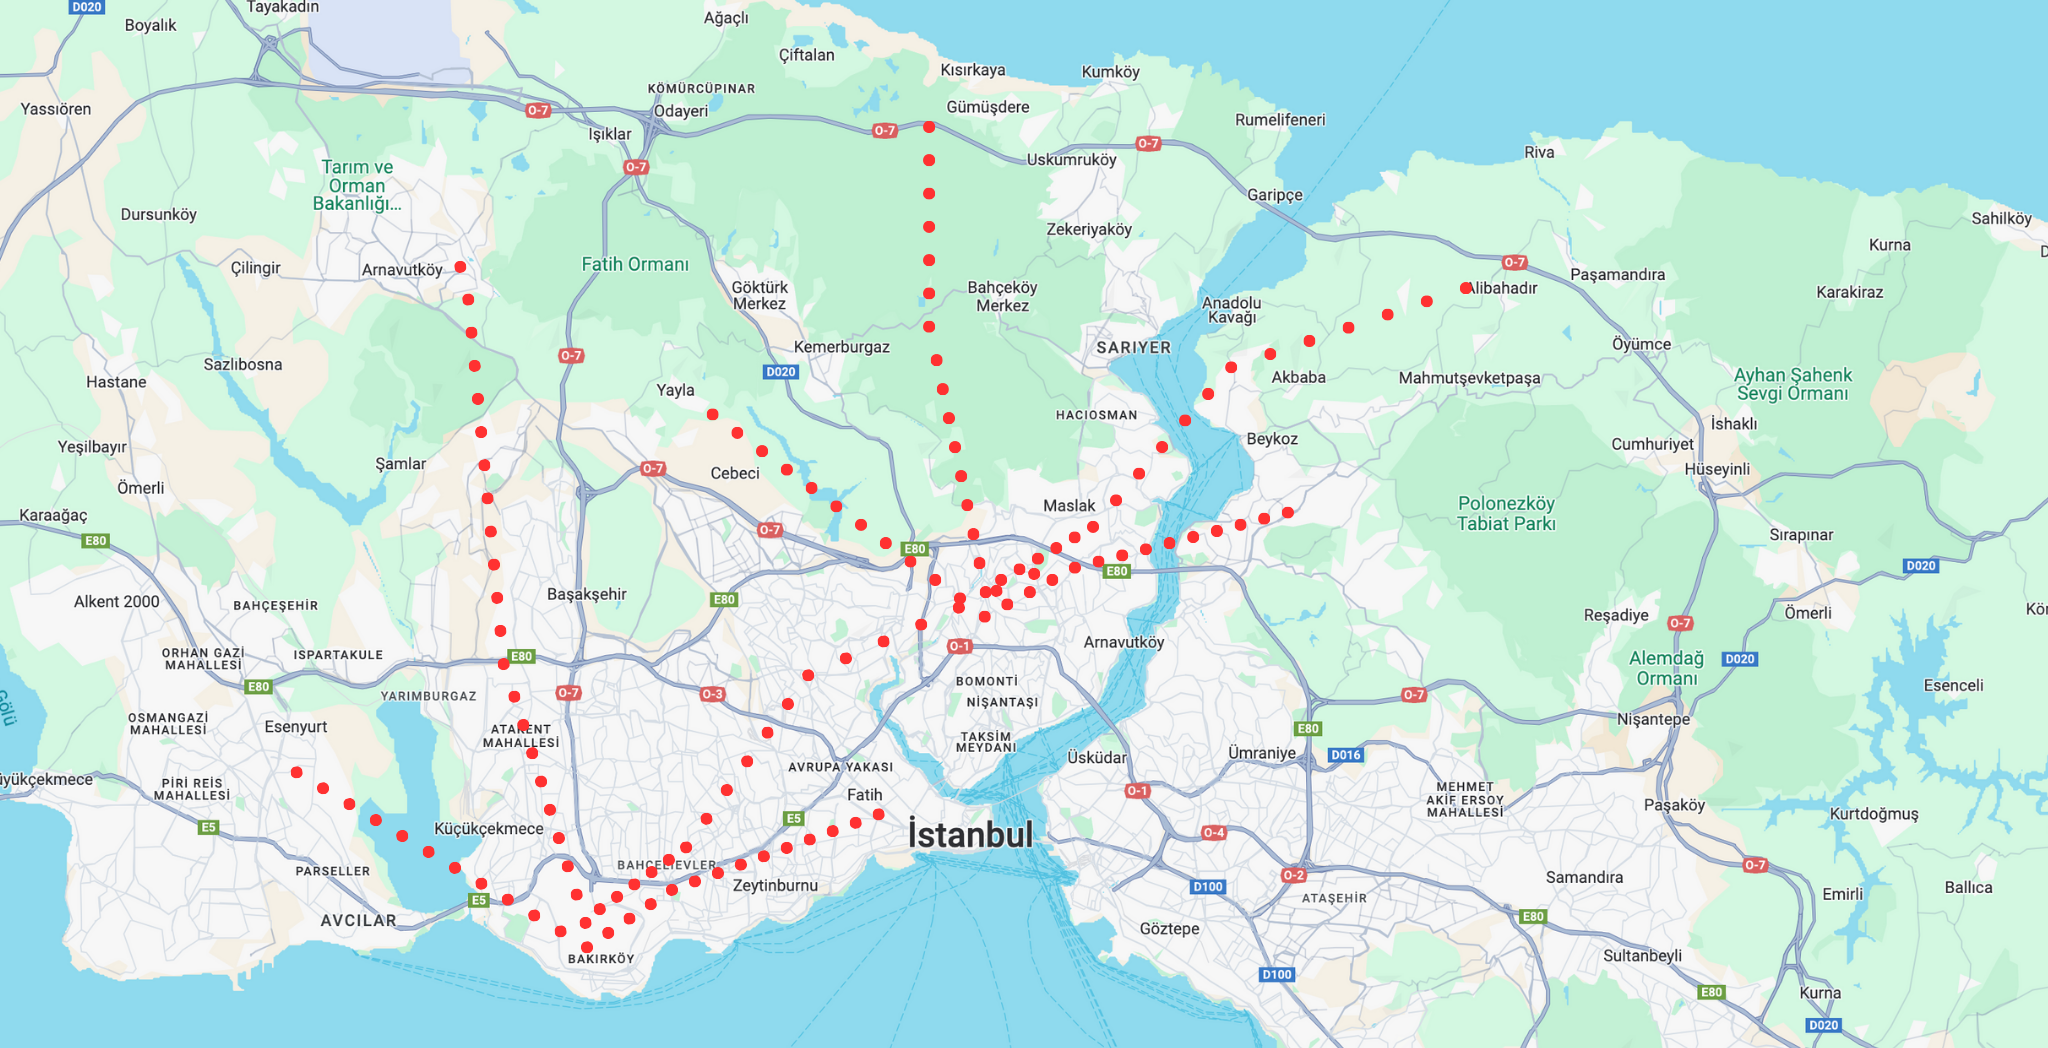 D020
Tayakadın
Boyalık
Ağaçlı
Çiftalan
Kısırkaya
Kumköy
KÖMÜRCÜPINAR
Odayeri
Yassıören
O-7
Işıklar
O-7
Gümüşdere
Rumelifeneri
O-7
Uskumruköy
O-7
Riva
Tarım ve
Orman
Bakanlığı...
Garipçe
Dursunköy
Zekeriyaköy
Sahilköy
Kurna
Çilingir
Arnavutköy
Fatih Ormanı
O-7
Paşamandıra
Göktürk
Merkez
Bahçeköy
Merkez
Anadolu
Kavağı
Alibahadır
Karakiraz
O-7
Kemerburgaz
SARIYER
Öyümce
Sazlıbosna
D020
Hastane
Yayla
Akbaba
Mahmutşevketpaşa
Ayhan Şahenk
Sevgi Ormanı
HACIOSMAN
Beykoz
İshaklı
Cumhuriyet
Yeşilbayır
Şamlar
O-7
Cebeci
Hüseyinli
Ömerli
Maslak
Polonezköy
Tabiat Parkı
Karaağaç
E80
O-7
E80
Sırapınar
E80
D020
Alkent 2000
BAHÇEŞEHİR
Başakşehir
E80
Reşadiye
Ömerli
Kör
O-7
ORHAN GAZİ
MAHALLESİ
ISPARTAKULE
E80
O-1
Arnavutköy
Alemdağ
Ormanı
D020
E80
YARIMBURGAZ
O-7
O-3
BOMONTİ
NİŞANTAŞI
O-7
Esenceli
Gölü
OSMANGAZİ
MAHALLESİ
Esenyurt
ATAKENT
MAHALLESİ
TAKSİM
MEYDANI
E80
Nişantepe
Üsküdar
Ümraniye
D016
üyükçekmece
PİRİ REİS
MAHALLESİ
AVRUPA YAKASI
Fatih
O-1
MEHMET
AKİF ERSOY
MAHALLESİ
Paşaköy
Kurtdoğmuş
E5
Küçükçekmece
E5
İstanbul
O-4
PARSELLER
BAHÇELİEVLER
Zeytinburnu
D100
O-2
ATAŞEHİR
Samandıra
O-7
Emirli
Ballıca
AVCILAR
E5
E80
Göztepe
BAKIRKÖY
D100
Sultanbeyli
E80
Kurna
D020